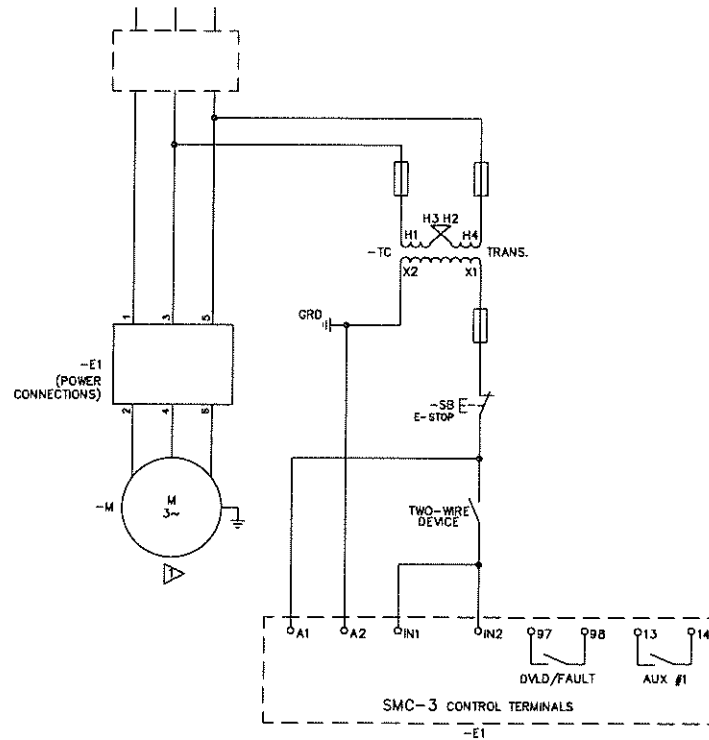 H3 H2
H1 H4
-TC TRANS.
X2 X1
GRD
1 3 5
-E1
(POWER
CONNECTIONS)
2 4 6
-SB
E-STOP
M
3~
-M
1
TWO-WIRE
DEVICE
A1 A2 IN1 IN2 97 98 13 14
OVLD/FAULT AUX #1
SMC-3 CONTROL TERMINALS
-E1